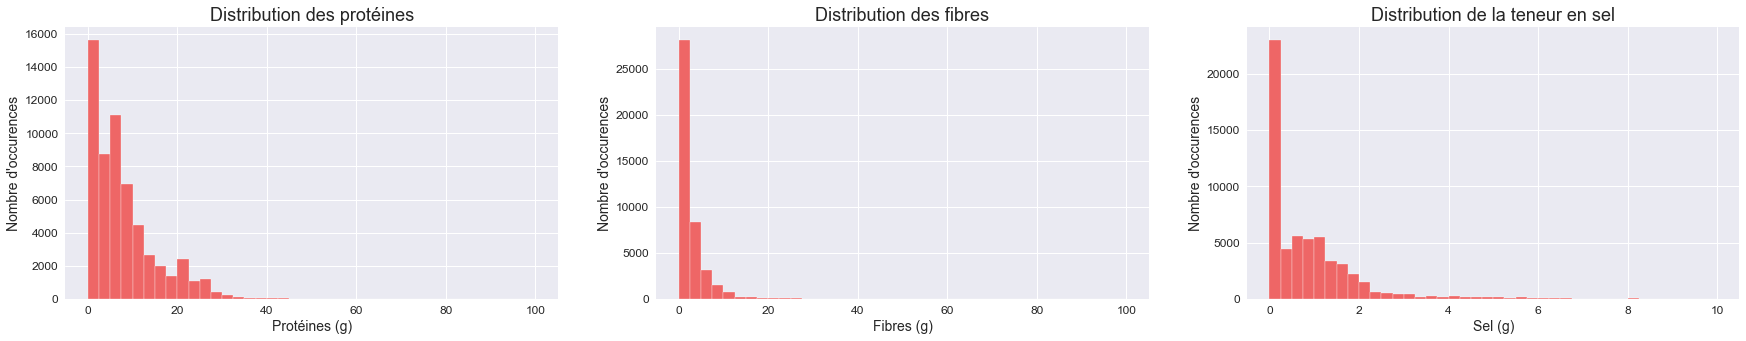 Distribution des protéines
16000
14000
12000
10000
8000
6000
4000
2000
0
Nombre d'occurences
0 20 40 60 80 100
Protéines (g)
Distribution des fibres
25000
20000
15000
10000
5000
0
Nombre d'occurences
0 20 40 60 80 100
Fibres (g)
Distribution de la teneur en sel
20000
15000
10000
5000
0
Nombre d'occurences
0 2 4 6 8 10
Sel (g)